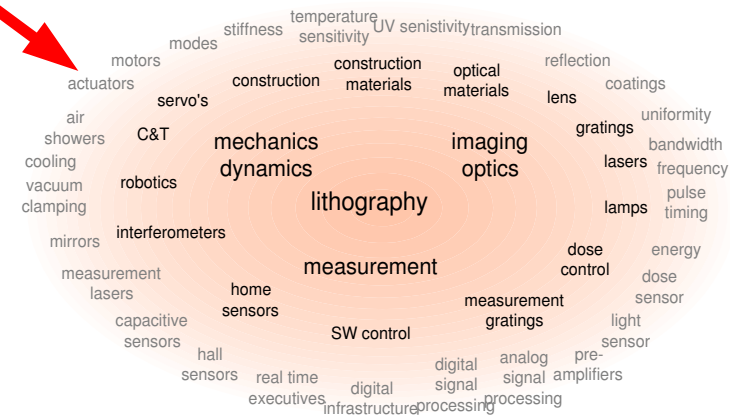 temperature
sensitivity
UV senistivity
transmission
stiffness
modes
motors
actuators
reflection
coatings
construction
materials
optical
materials
construction
servo's
lens
air
showers
C&T
gratings
uniformity
mechanics
dynamics
imaging
optics
bandwidth
cooling
lasers
frequency
robotics
vacuum
clamping
lithography
lamps
pulse
timing
interferometers
mirrors
dose
control
energy
measurement
measurement
lasers
dose
sensor
home
sensors
measurement
gratings
capacitive
sensors
SW control
light
sensor
hall
sensors
real time
executives
digital
infrastructure
digital
signal
processing
analog
signal
processing
pre-
amplifiers